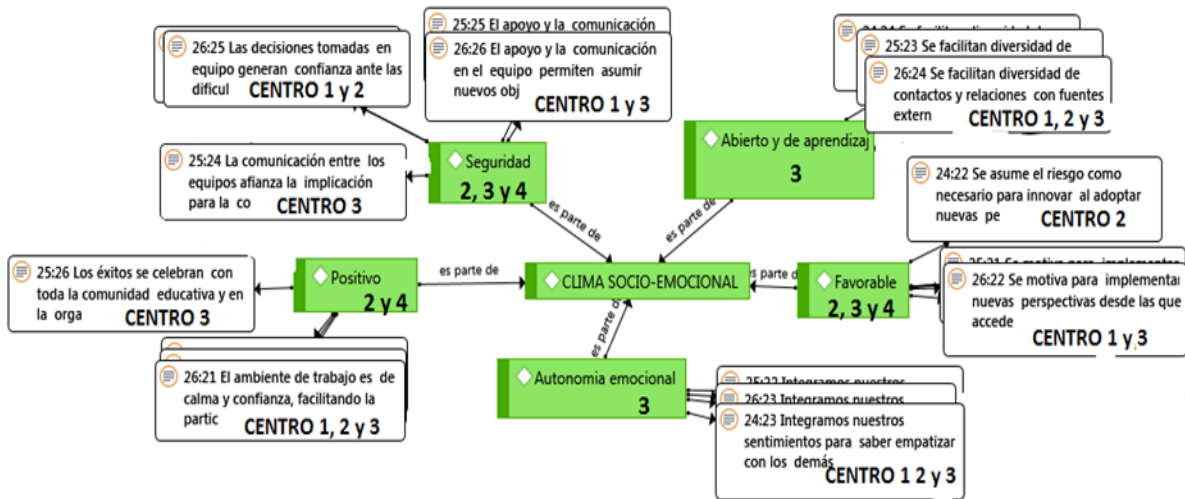 26:25 Las decisiones tomadas en
equipo generan confianza ante las
dificul CENTRO 1 y 2
25:25 El apoyo y la comunicación
26:26 El apoyo y la comunicación
en el equipo permiten asumir
nuevos obj
CENTRO 1 y 3
25:23 Se facilitan diversidad de
26:24 Se facilitan diversidad de
contactos y relaciones con fuentes
extern
CENTRO 1, 2 y 3
25:24 La comunicación entre los
equipos afianza la implicación
para la co CENTRO 3
Seguridad
2, 3 y 4
Abierto y de aprendizaj
3
24:22 Se asume el riesgo como
necesario para innovar al adoptar
nuevas pe CENTRO 2
es parte de
es parte de
25:26 Los éxitos se celebran con
toda la comunidad educativa y en
la orga CENTRO 3
Positivo
2 y 4
es parte de
CLIMA SOCIO-EMOCIONAL
es parte d
Favorable
2, 3 y 4
25:21 Se motiva para implementar
26:22 Se motiva para implementar
nuevas perspectivas desde las que
accede
CENTRO 1 y 3
es parte d
26:21 El ambiente de trabajo es de
calma y confianza, facilitando la
partic
CENTRO 1, 2 y 3
Autonomia emocional
3
25:22 Integramos nuestros
26:23 Integramos nuestros
24:23 Integramos nuestros
sentimientos para saber empatizar
con los demás
CENTRO 1 2 y 3